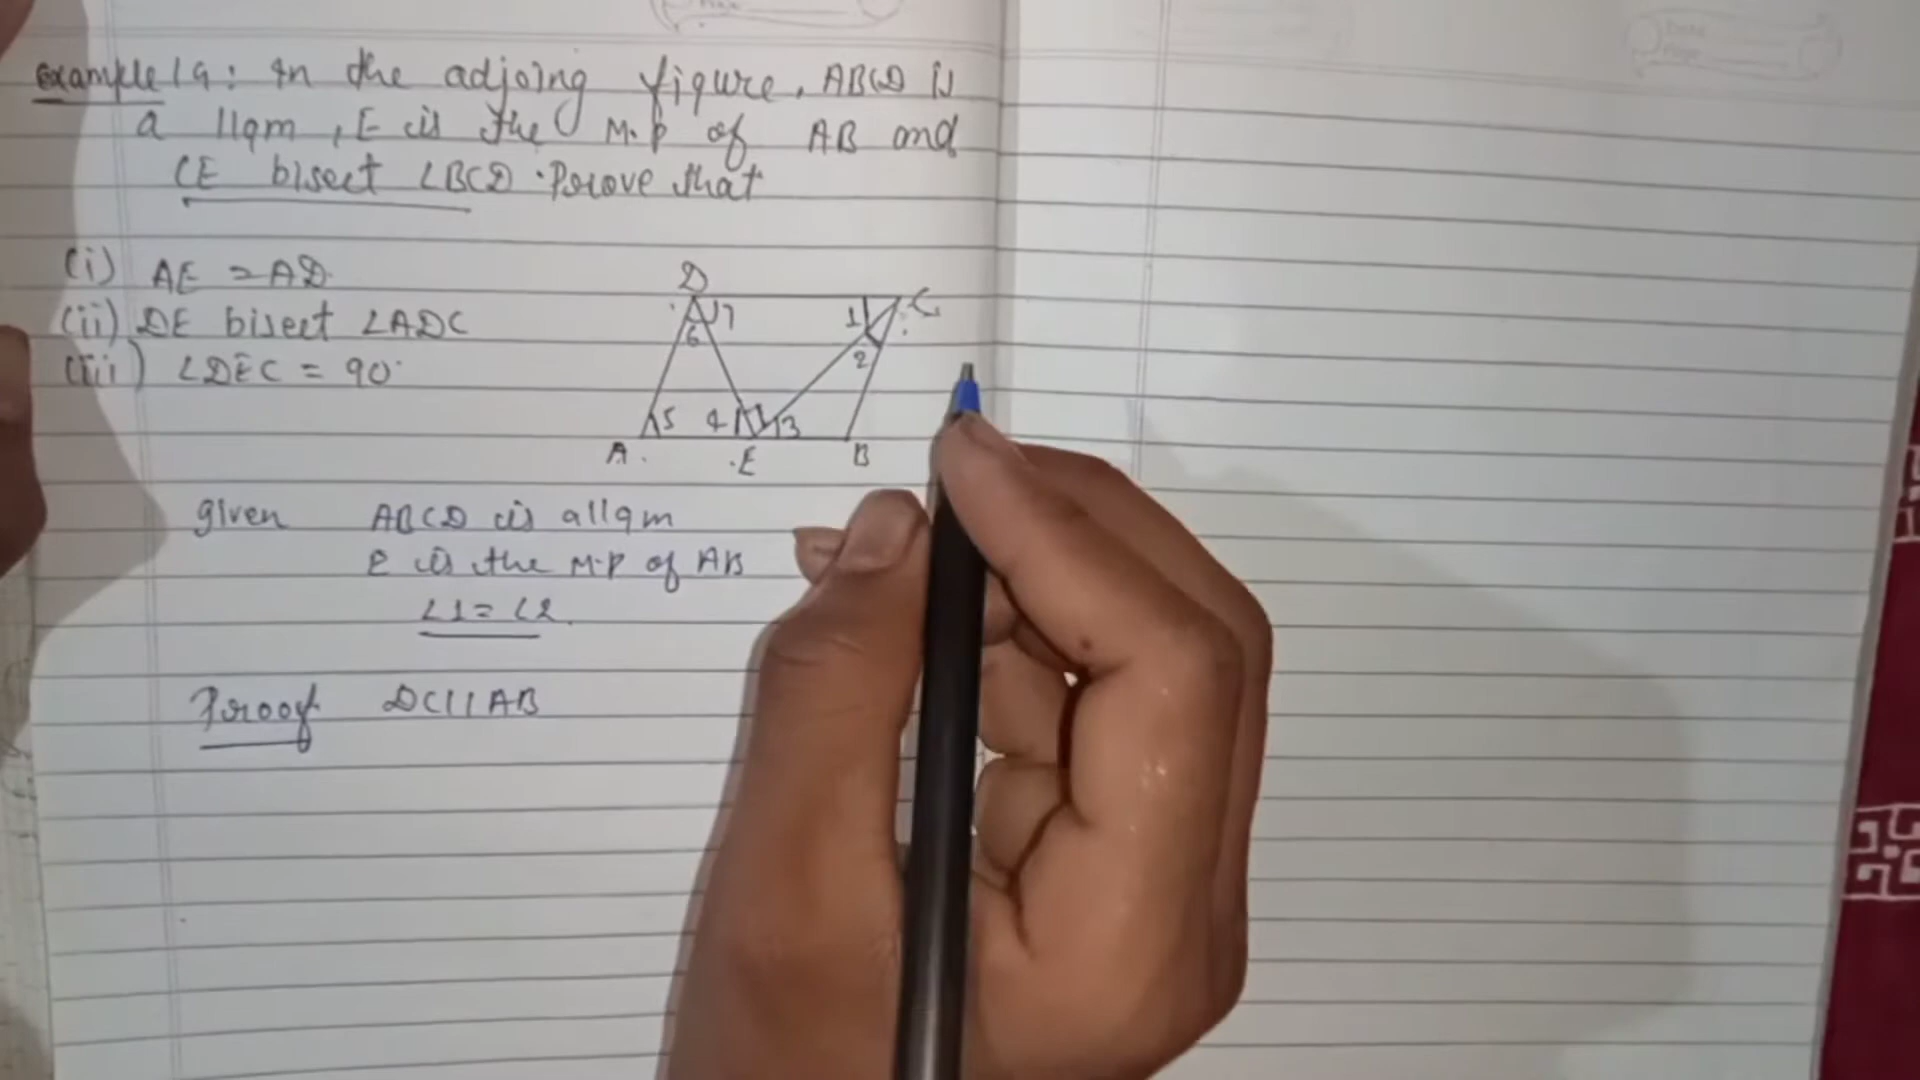 Example 19: In the adjoing figure, ABCD is
a ||gm, E is the M.P of AB and
CE bisect ∠BCD. Prove that
(i) AE = AD.
(ii) DE bisect ∠ADC
(iii) ∠DEC = 90°
D
C
7
1
6
2
5
4
3
A
E
B
given ABCD is a||gm
E is the M.P of AB
∠1 = ∠2.
Proof DC || AB